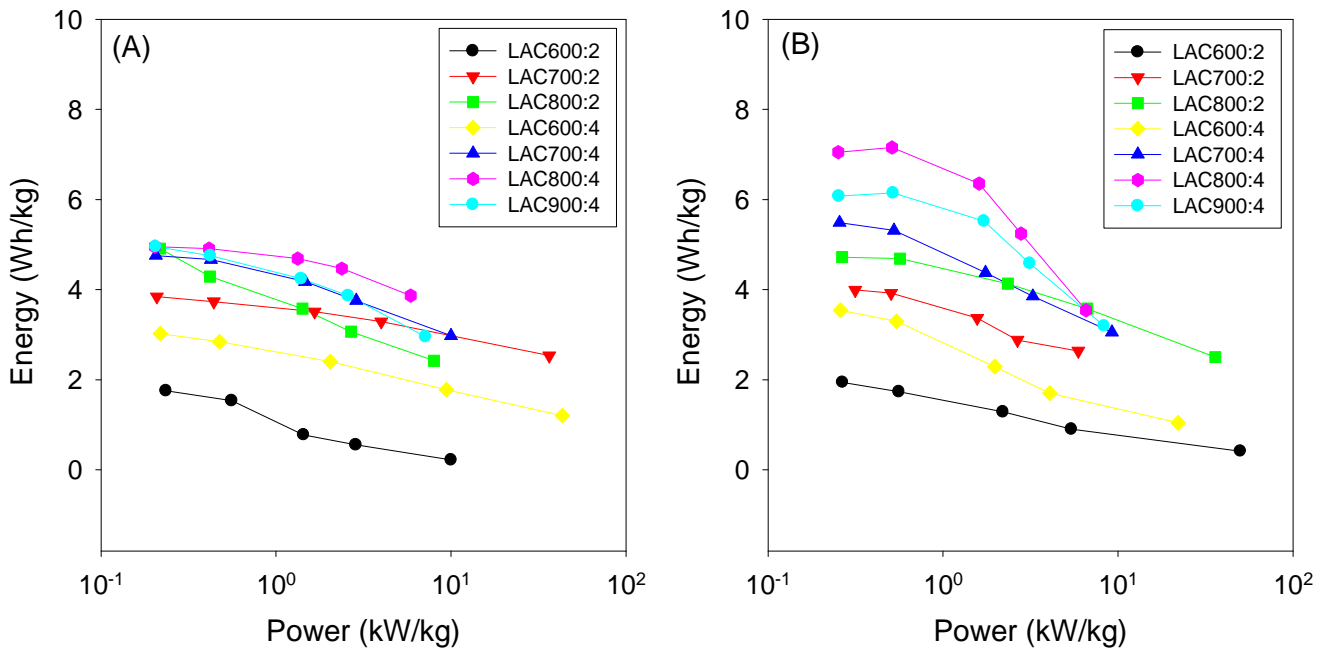 (A)
LAC600:2
LAC700:2
LAC800:2
LAC600:4
LAC700:4
LAC800:4
LAC900:4
Energy (Wh/kg)
10
8
6
4
2
0
10-1 100 101 102
Power (kW/kg)
(B)
LAC600:2
LAC700:2
LAC800:2
LAC600:4
LAC700:4
LAC800:4
LAC900:4
Energy (Wh/kg)
10
8
6
4
2
0
10-1 100 101 102
Power (kW/kg)